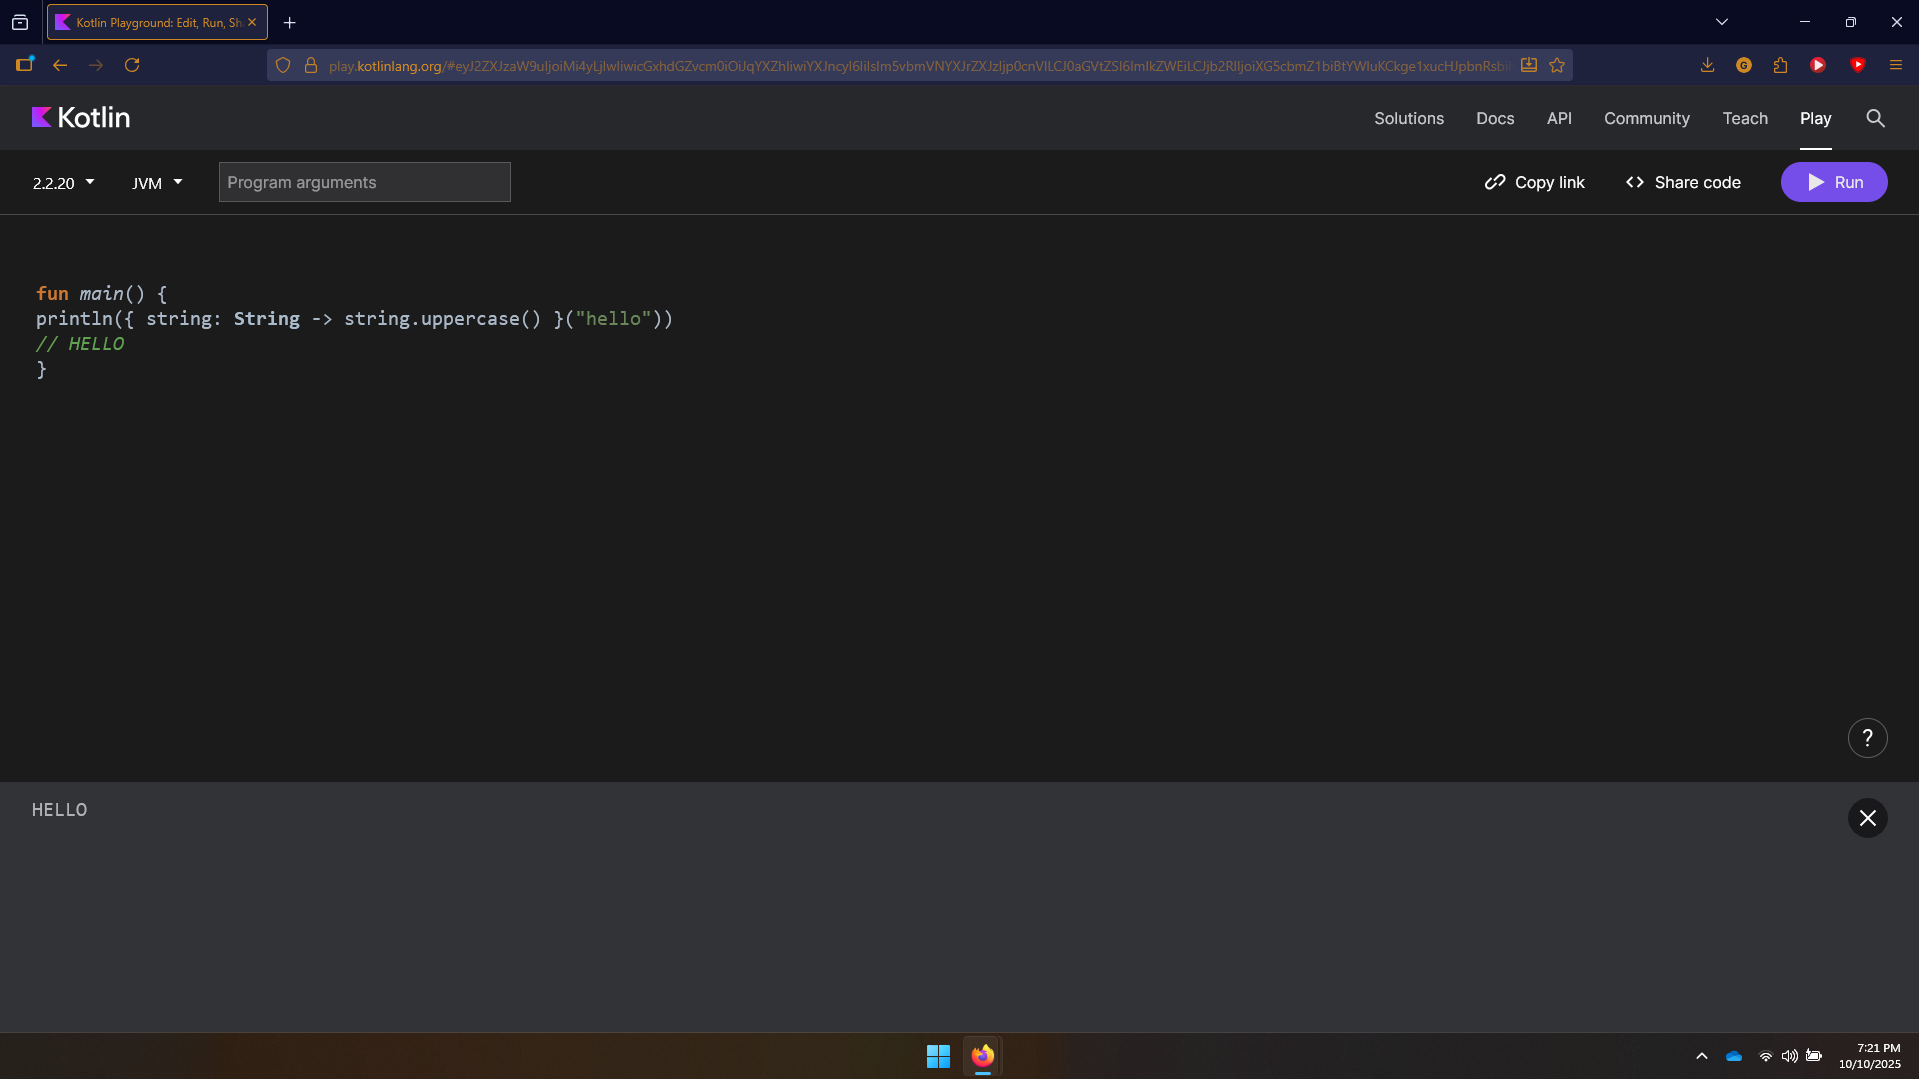 Kotlin Playground: Edit, Run, Sh
play.kotlinlang.org/
Kotlin
Solutions
Docs
API
Community
Teach
Play
2.2.20
JVM
Program arguments
Copy link
Share code
Run
fun main() {
println({ string: String -> string.uppercase() }("hello"))
// HELLO
}
?
HELLO
7:21 PM
10/10/2025